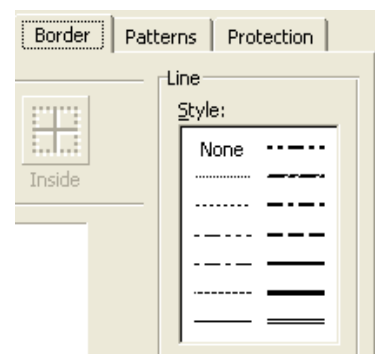 Border Patterns Protection
Line
Style:
None
Inside